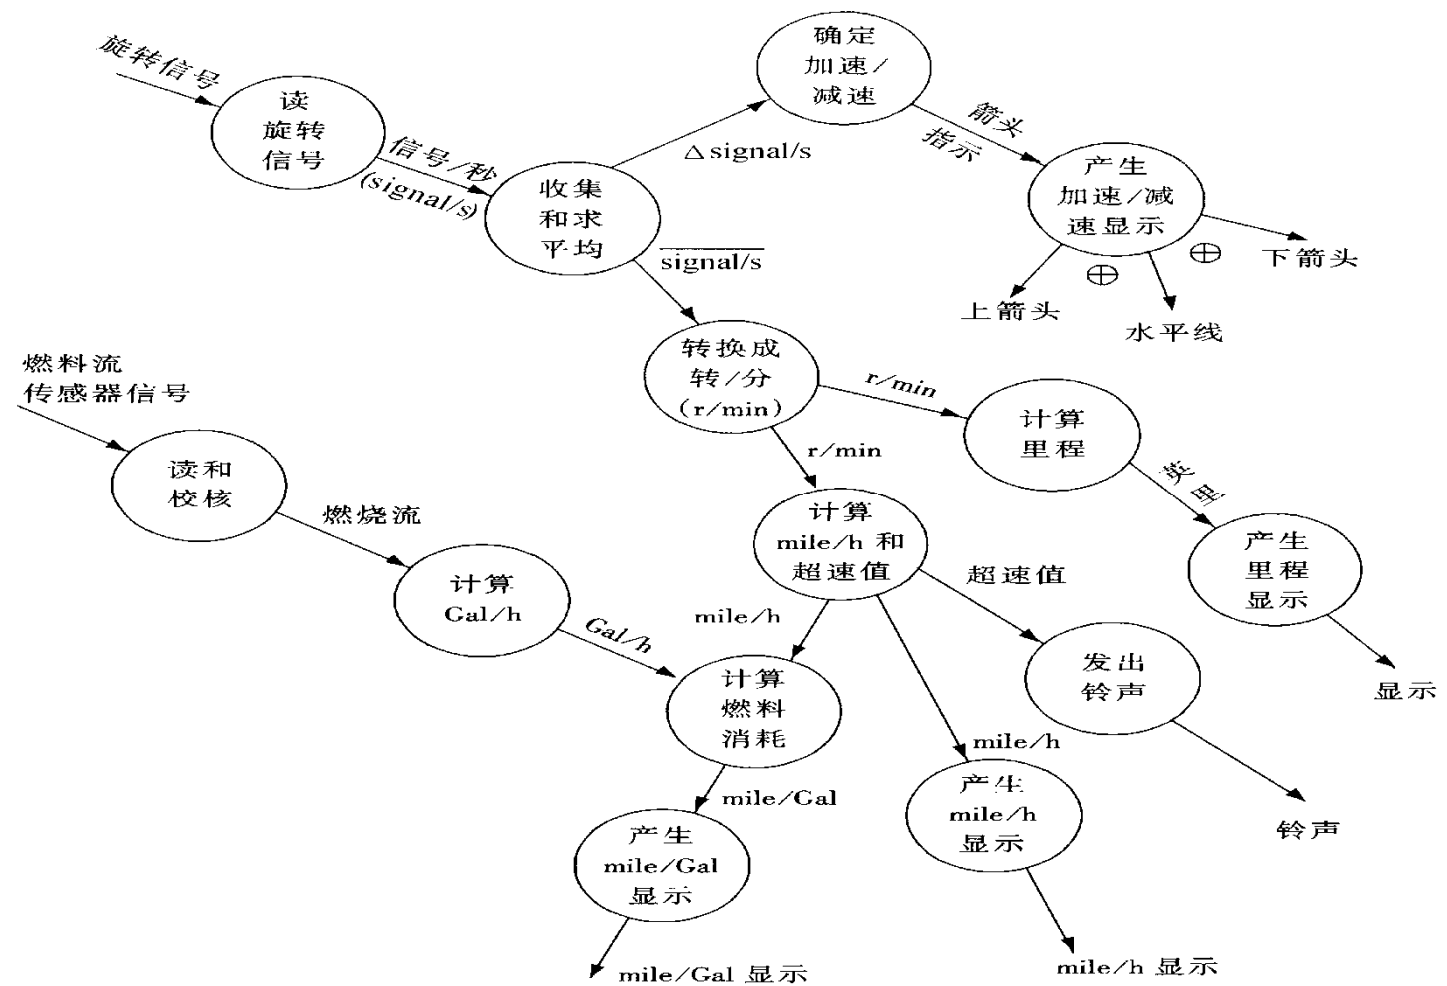 旋转信号
读
旋转
信号
信号/秒
(signal/s)
收集
和求
平均
△signal/s
确定
加速/
减速
箭头
指示
产生
加速/减
速显示
上箭头
水平线
下箭头
signal/s
转换成
转/分
(r/min)
r/min
计算
里程
英里
产生
里程
显示
显示
r/min
计算
mile/h 和
超速值
超速值
发出
铃声
铃声
mile/h
产生
mile/h
显示
mile/h 显示
燃料流
传感器信号
读和
校核
燃烧流
计算
Gal/h
Gal/h
mile/h
计算
燃料
消耗
mile/Gal
产生
mile/Gal
显示
mile/Gal 显示